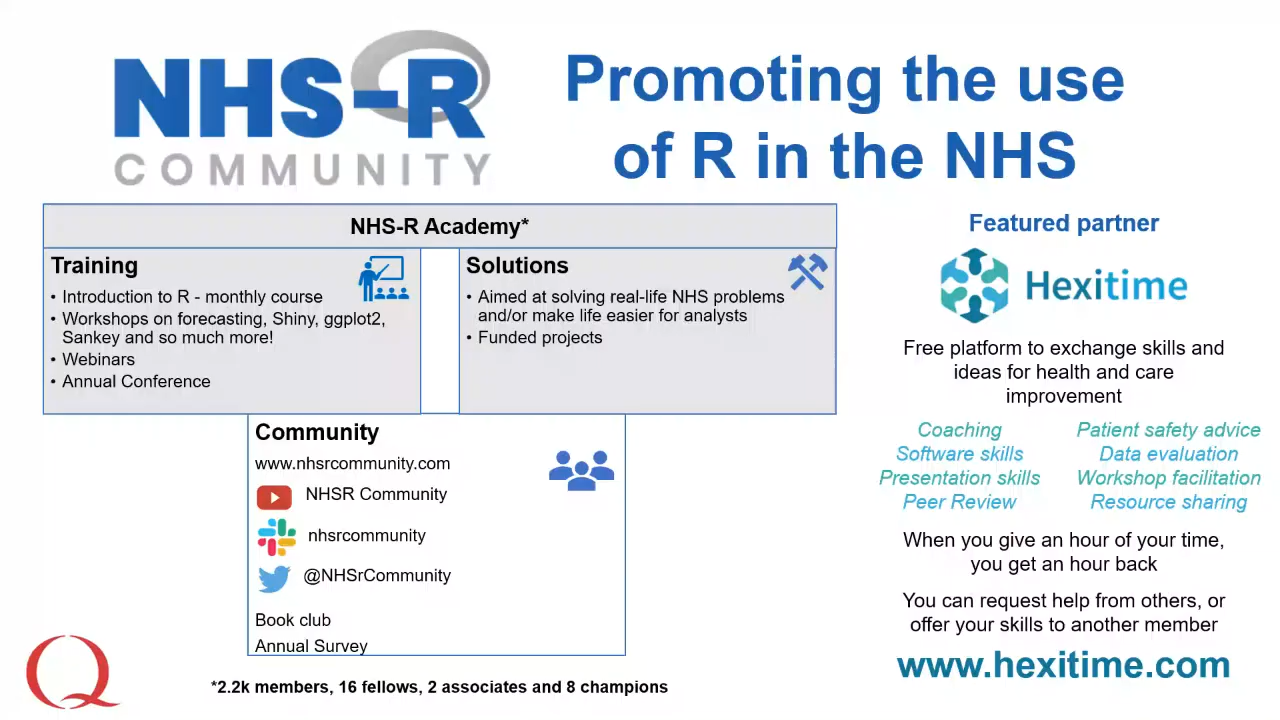 NHS-R
COMMUNITY
Promoting the use
of R in the NHS
NHS-R Academy*
Training
• Introduction to R - monthly course
• Workshops on forecasting, Shiny, ggplot2,
Sankey and so much more!
• Webinars
• Annual Conference
Solutions
• Aimed at solving real-life NHS problems
and/or make life easier for analysts
• Funded projects
Community
www.nhsrcommunity.com
NHSR Community
nhsrcommunity
@NHSrCommunity
Book club
Annual Survey
*2.2k members, 16 fellows, 2 associates and 8 champions
Q
Featured partner
Hexitime
Free platform to exchange skills and
ideas for health and care
improvement
Coaching
Software skills
Presentation skills
Peer Review
Patient safety advice
Data evaluation
Workshop facilitation
Resource sharing
When you give an hour of your time,
you get an hour back
You can request help from others, or
offer your skills to another member
www.hexitime.com